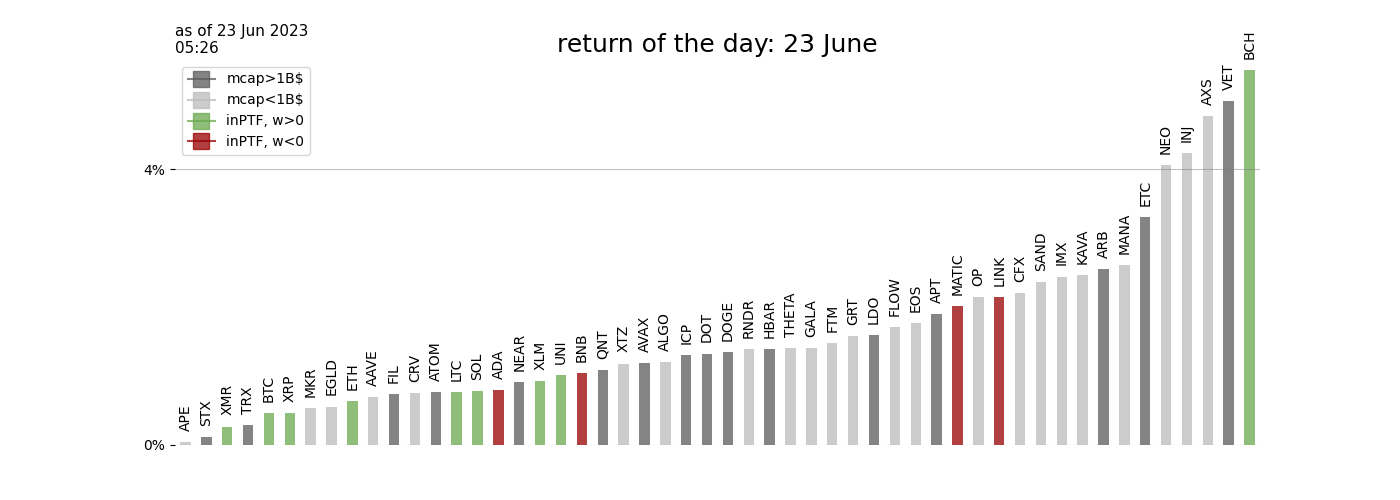 as of 23 Jun 2023
05:26
return of the day: 23 June
mcap>1B$
mcap<1B$
inPTF, w>0
inPTF, w<0
4%
0%
APE
STX
XMR
TRX
BTC
XRP
MKR
EGLD
ETH
AAVE
FIL
CRV
ATOM
LTC
SOL
ADA
NEAR
XLM
UNI
BNB
QNT
XTZ
AVAX
ALGO
ICP
DOT
DOGE
RNDR
HBAR
THETA
GALA
FTM
GRT
LDO
FLOW
EOS
APT
MATIC
OP
LINK
CFX
SAND
IMX
KAVA
ARB
MANA
ETC
NEO
INJ
AXS
VET
BCH